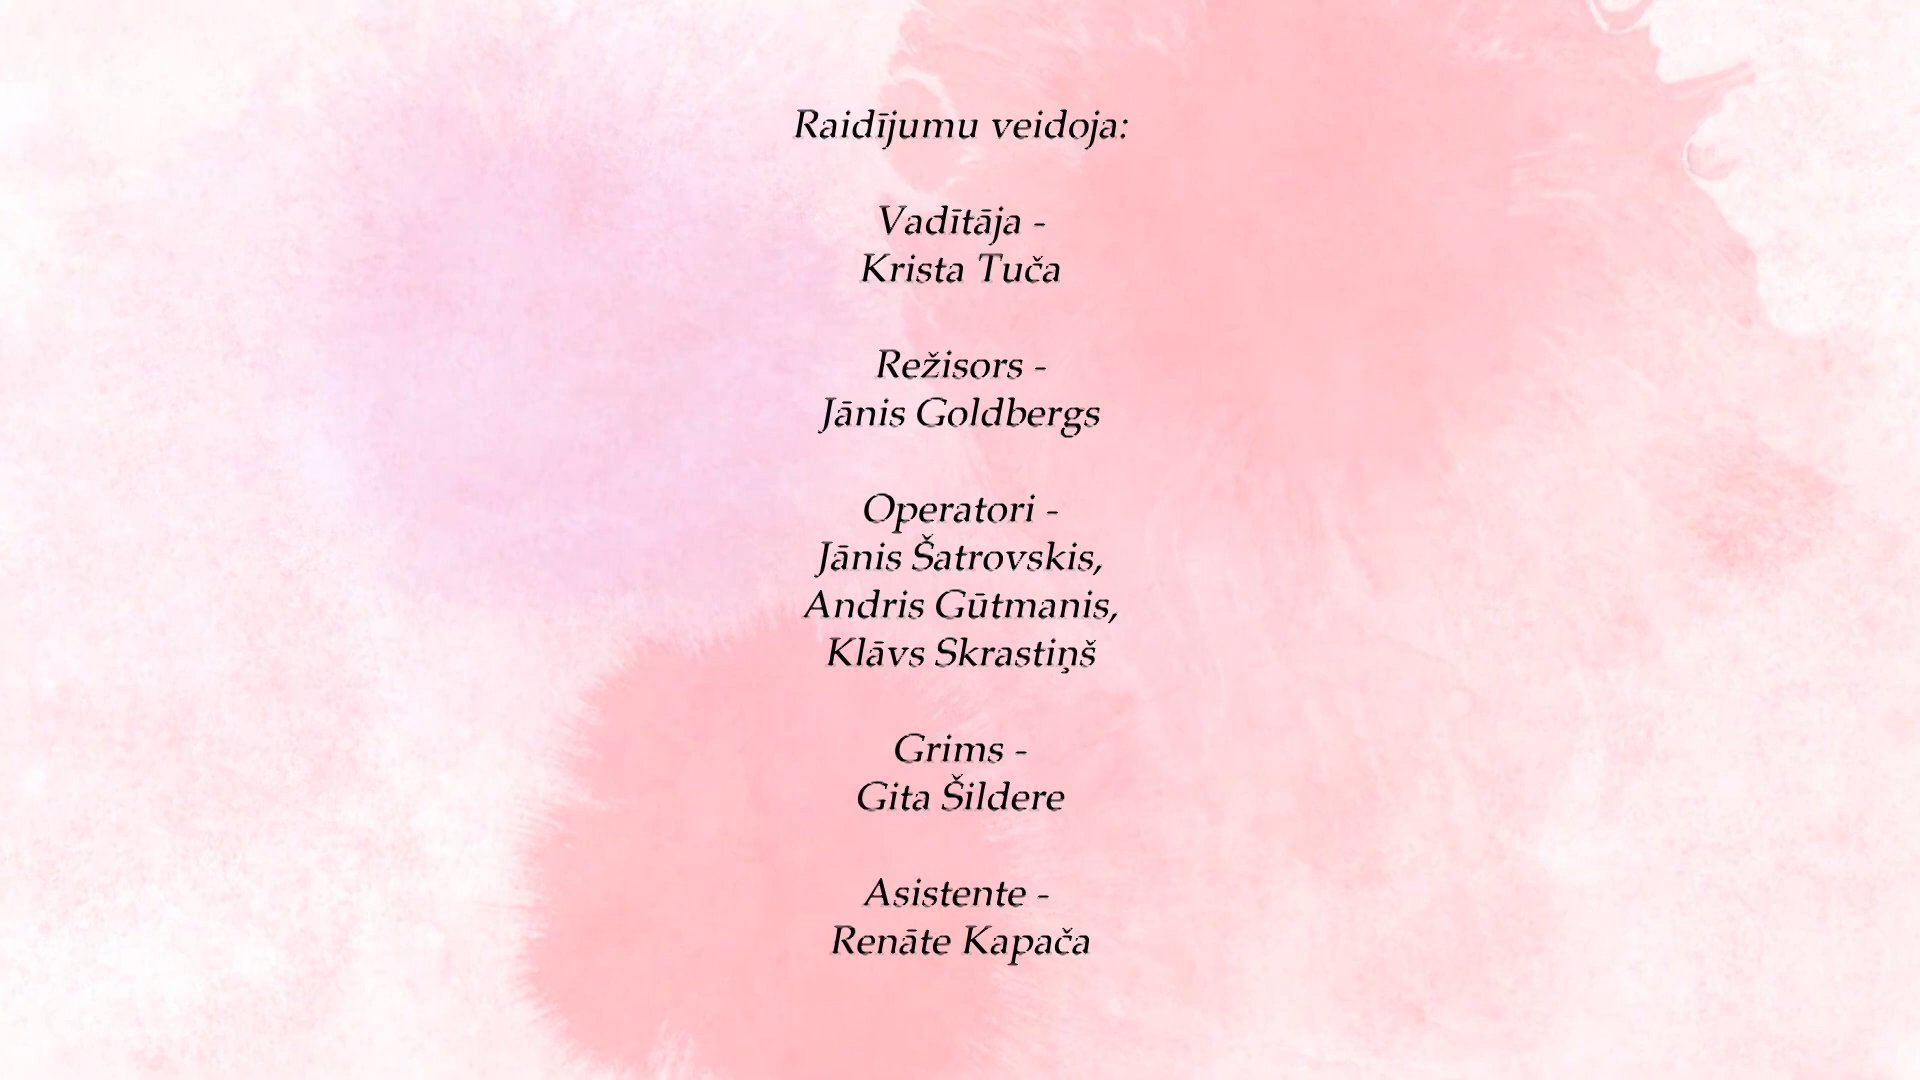 Raidījumu veidoja:
Vadītāja -
Krista Tuča
Režisors -
Jānis Goldbergs
Operatori -
Jānis Šatrovskis,
Andris Gūtmanis,
Klāvs Skrastiņš
Grims -
Gita Šildere
Asistente -
Renāte Kapača